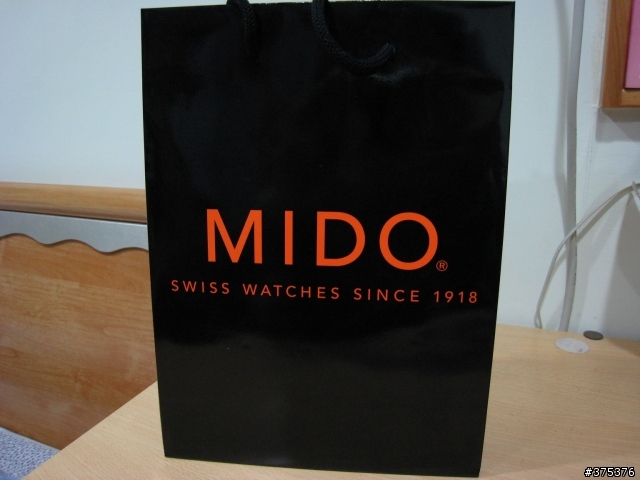 MIDO®
SWISS WATCHES SINCE 1918
#375376